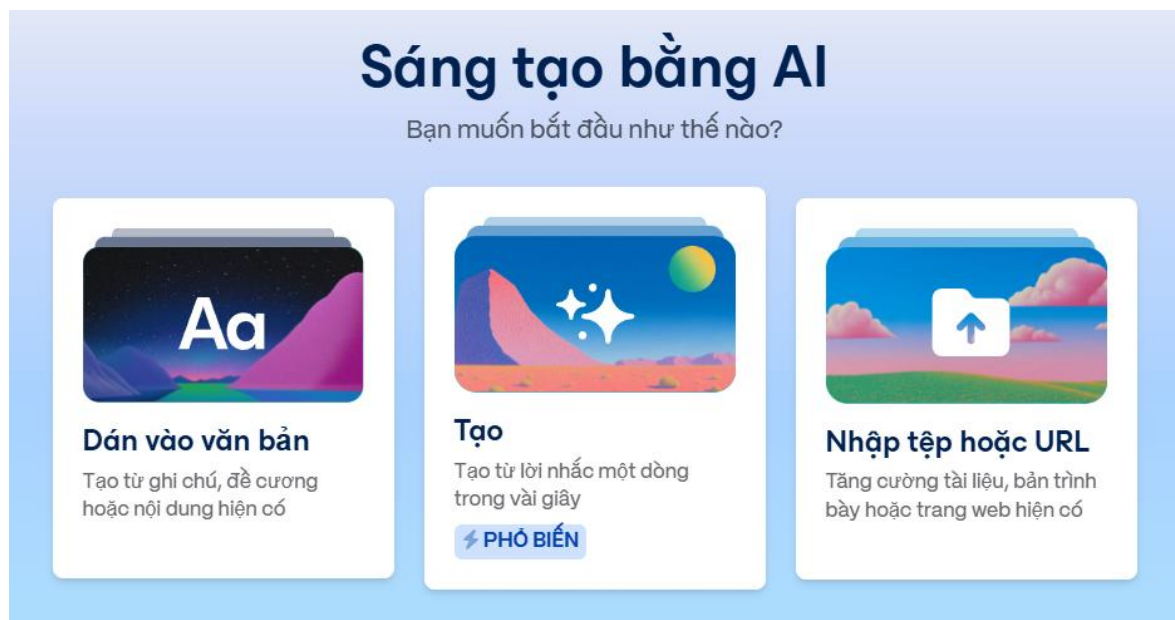 Sáng tạo bằng AI
Bạn muốn bắt đầu như thế nào?
Aa
Dán vào văn bản
Tạo từ ghi chú, đề cương
hoặc nội dung hiện có
Tạo
Tạo từ lời nhắc một dòng
trong vài giây
PHỔ BIẾN
Nhập tệp hoặc URL
Tăng cường tài liệu, bản trình
bày hoặc trang web hiện có